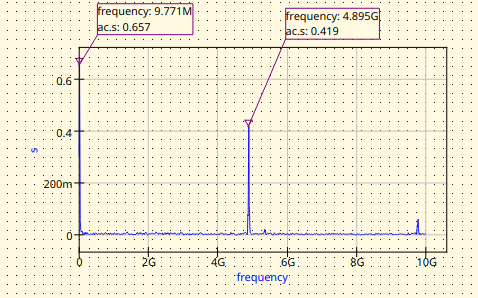 frequency: 9.771M
ac.s: 0.657
frequency: 4.895G
ac.s: 0.419
0.6
0.4
200m
0
s
0
2G
4G
6G
8G
10G
frequency